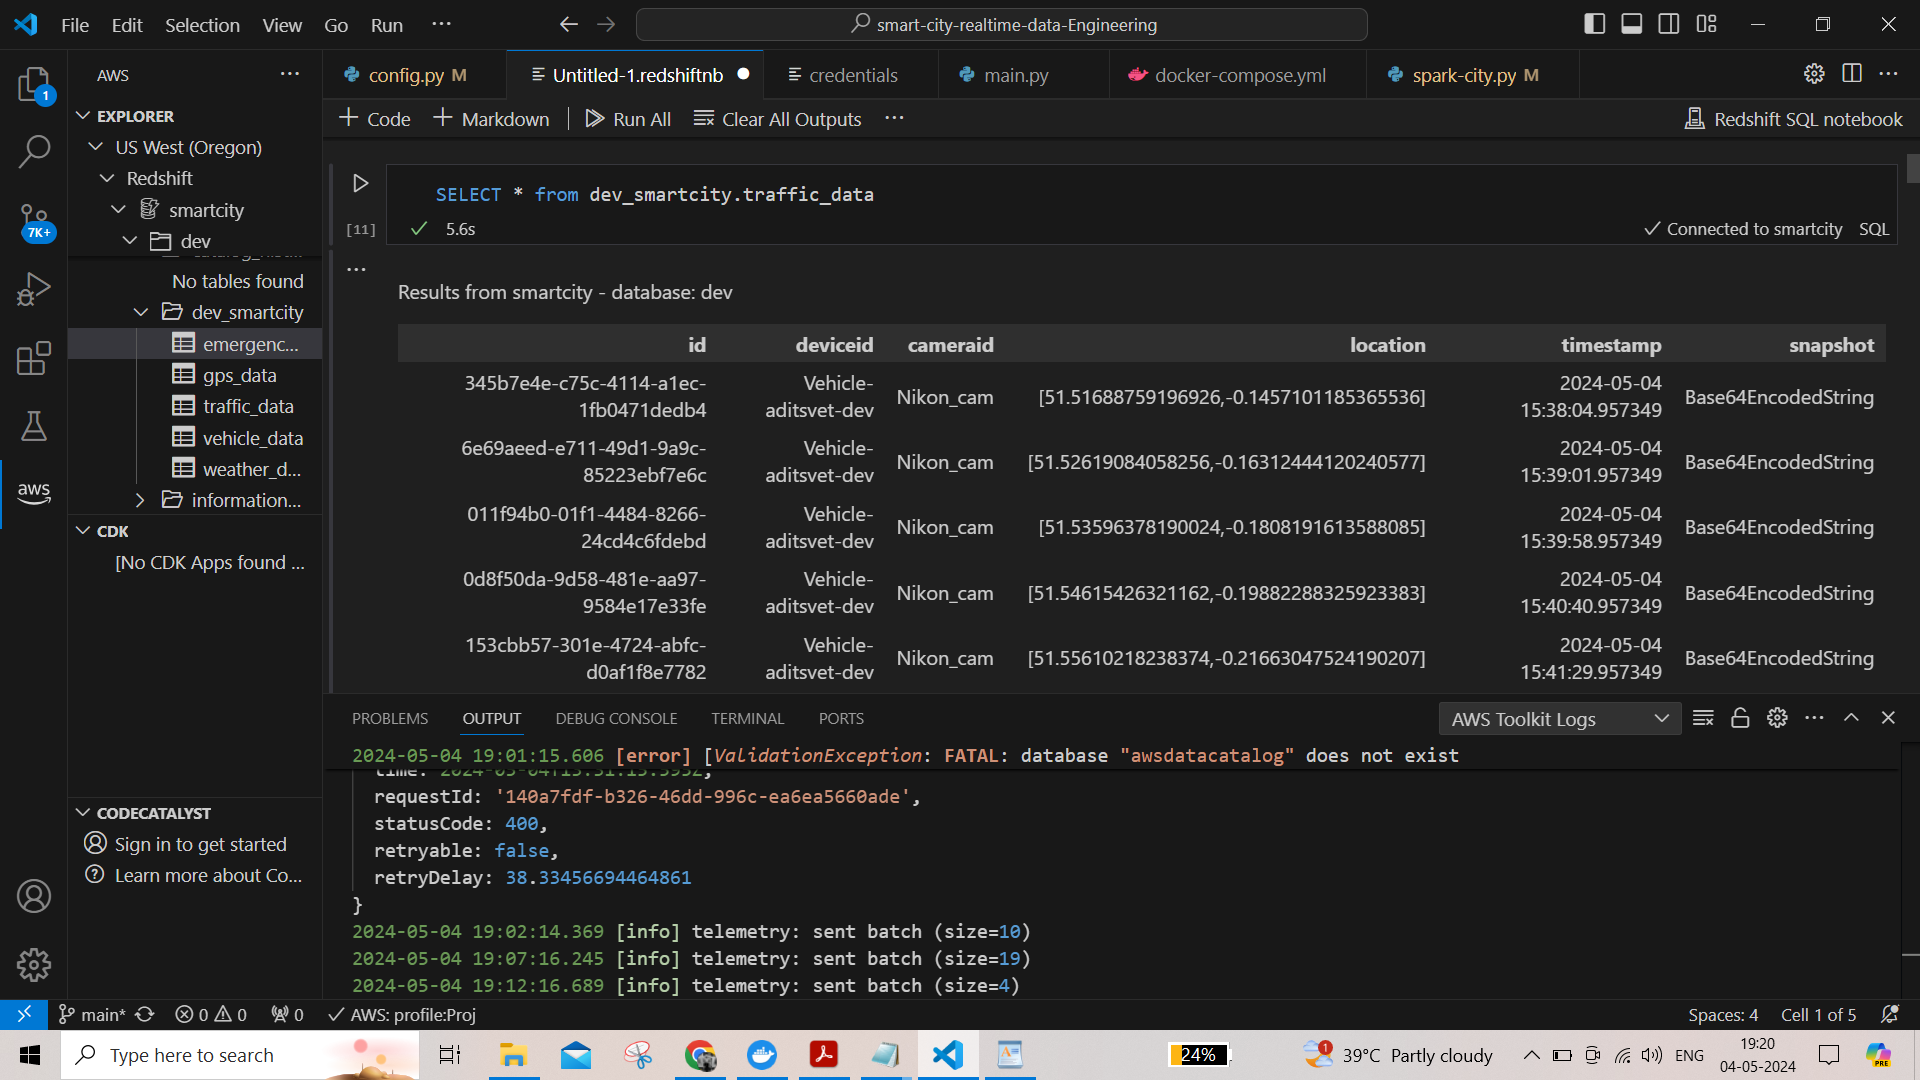 File Edit Selection View Go Run ...
smart-city-realtime-data-Engineering
AWS
config.py M
Untitled-1.redshiftnb
credentials
main.py
docker-compose.yml
spark-city.py M
+ Code + Markdown Run All Clear All Outputs ...
Redshift SQL notebook
1
7K+
aws
EXPLORER
US West (Oregon)
Redshift
smartcity
dev
No tables found
dev_smartcity
emergenc...
gps_data
traffic_data
vehicle_data
weather_d...
information...
CDK
[No CDK Apps found ...
CODECATALYST
Sign in to get started
Learn more about Co...
SELECT * from dev_smartcity.traffic_data
[11] 5.6s
Connected to smartcity SQL
Results from smartcity - database: dev
id deviceid cameraid location timestamp snapshot
345b7e4e-c75c-4114-a1ec-1fb0471dedb4 Vehicle-aditsvet-dev Nikon_cam [51.51688759196926,-0.1457101185365536] 2024-05-04 15:38:04.957349 Base64EncodedString
6e69aeed-e711-49d1-9a9c-85223ebf7e6c Vehicle-aditsvet-dev Nikon_cam [51.52619084058256,-0.16312444120240577] 2024-05-04 15:39:01.957349 Base64EncodedString
011f94b0-01f1-4484-8266-24cd4c6fdebd Vehicle-aditsvet-dev Nikon_cam [51.53596378190024,-0.1808191613588085] 2024-05-04 15:39:58.957349 Base64EncodedString
0d8f50da-9d58-481e-aa97-9584e17e33fe Vehicle-aditsvet-dev Nikon_cam [51.54615426321162,-0.19882288325923383] 2024-05-04 15:40:40.957349 Base64EncodedString
153cbb57-301e-4724-abfc-d0af1f8e7782 Vehicle-aditsvet-dev Nikon_cam [51.55610218238374,-0.21663047524190207] 2024-05-04 15:41:29.957349 Base64EncodedString
PROBLEMS OUTPUT DEBUG CONSOLE TERMINAL PORTS
AWS Toolkit Logs
2024-05-04 19:01:15.606 [error] [ValidationException: FATAL: database "awsdatacatalog" does not exist
requestId: '140a7fdf-b326-46dd-996c-ea6ea5660ade',
statusCode: 400,
retryable: false,
retryDelay: 38.33456694464861
}
2024-05-04 19:02:14.369 [info] telemetry: sent batch (size=10)
2024-05-04 19:07:16.245 [info] telemetry: sent batch (size=19)
2024-05-04 19:12:16.689 [info] telemetry: sent batch (size=4)
main* 0 0 0 AWS: profile:Proj
Spaces: 4 Cell 1 of 5
Type here to search
24%
1 39°C Partly cloudy
ENG
19:20
04-05-2024
PRE